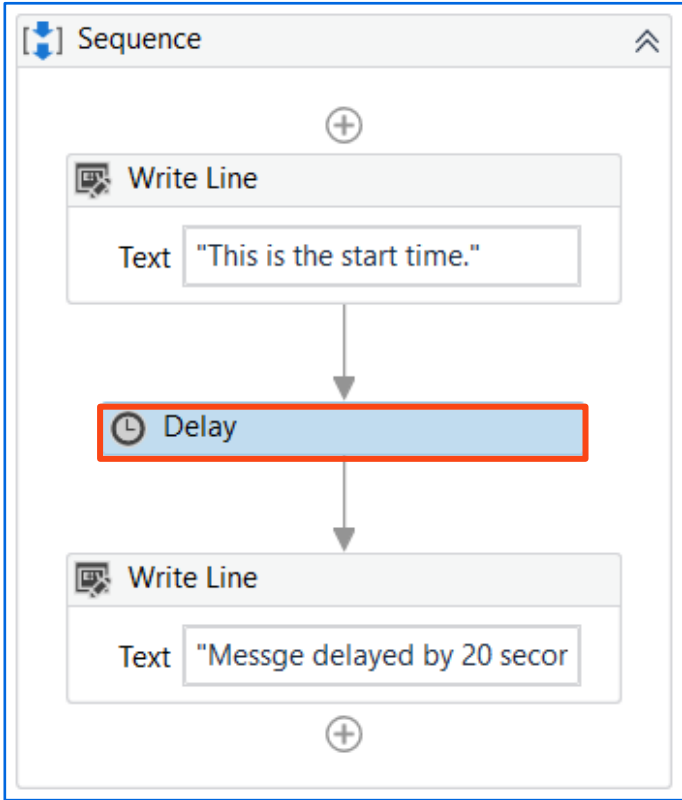 Sequence
Write Line
Text "This is the start time."
Delay
Write Line
Text "Messge delayed by 20 secor